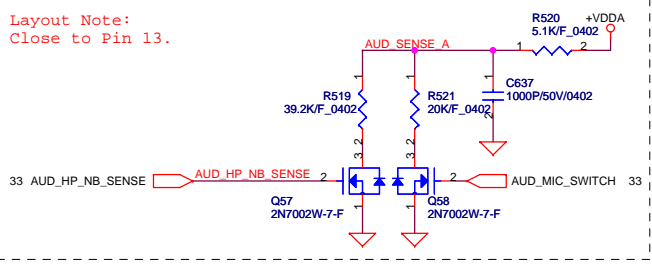 Layout Note:
Close to Pin 13.
R520
5.1K/F_0402
+VDDA
1
2
AUD_SENSE_A
1
1
1
R519
39.2K/F_0402
R521
20K/F_0402
C637
1000P/50V/0402
2
2
2
3
3
33 AUD_HP_NB_SENSE
AUD_HP_NB_SENSE
2
2
AUD_MIC_SWITCH 33
Q57
2N7002W-7-F
1
1
Q58
2N7002W-7-F